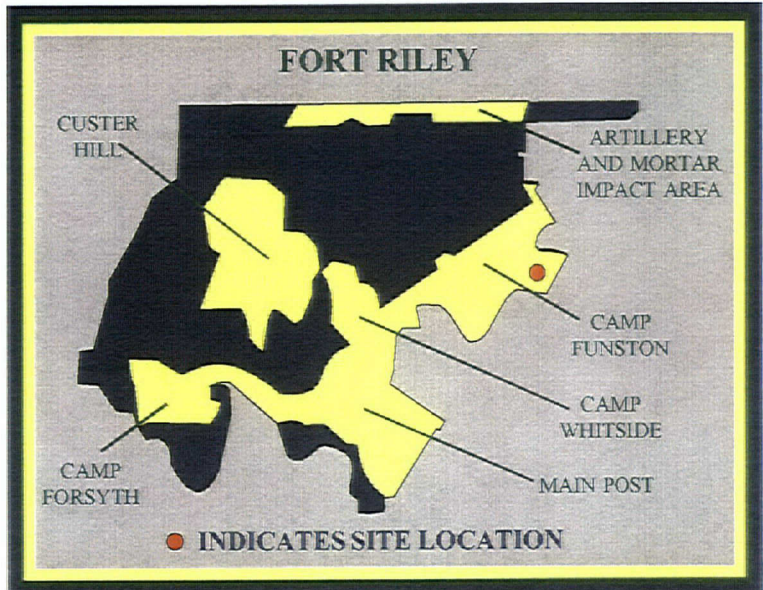 FORT RILEY
CUSTER
HILL
ARTILLERY
AND MORTAR
IMPACT AREA
CAMP
FUNSTON
CAMP
WHITSIDE
MAIN POST
CAMP
FORSYTH
INDICATES SITE LOCATION